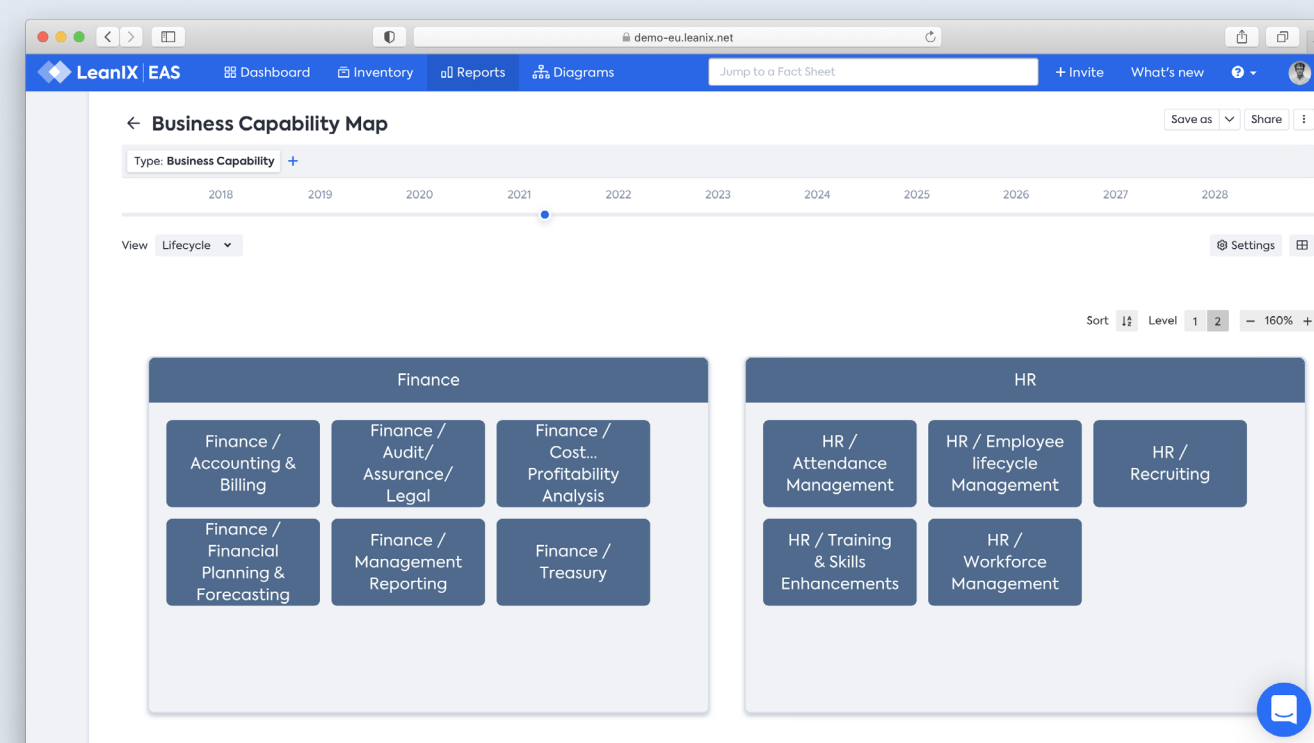 demo-eu.leanix.net
LeanIX EAS
Dashboard
Inventory
Reports
Diagrams
Jump to a Fact Sheet
+ Invite
What's new
?
Business Capability Map
Save as
Share
Type: Business Capability +
2018 2019 2020 2021 2022 2023 2024 2025 2026 2027 2028
View Lifecycle
Settings
Sort
Level 1 2
− 160% +
Finance
Finance /
Accounting &
Billing
Finance /
Audit/
Assurance/
Legal
Finance /
Cost...
Profitability
Analysis
Finance /
Financial
Planning &
Forecasting
Finance /
Management
Reporting
Finance /
Treasury
HR
HR /
Attendance
Management
HR / Employee
lifecycle
Management
HR /
Recruiting
HR / Training
& Skills
Enhancements
HR /
Workforce
Management